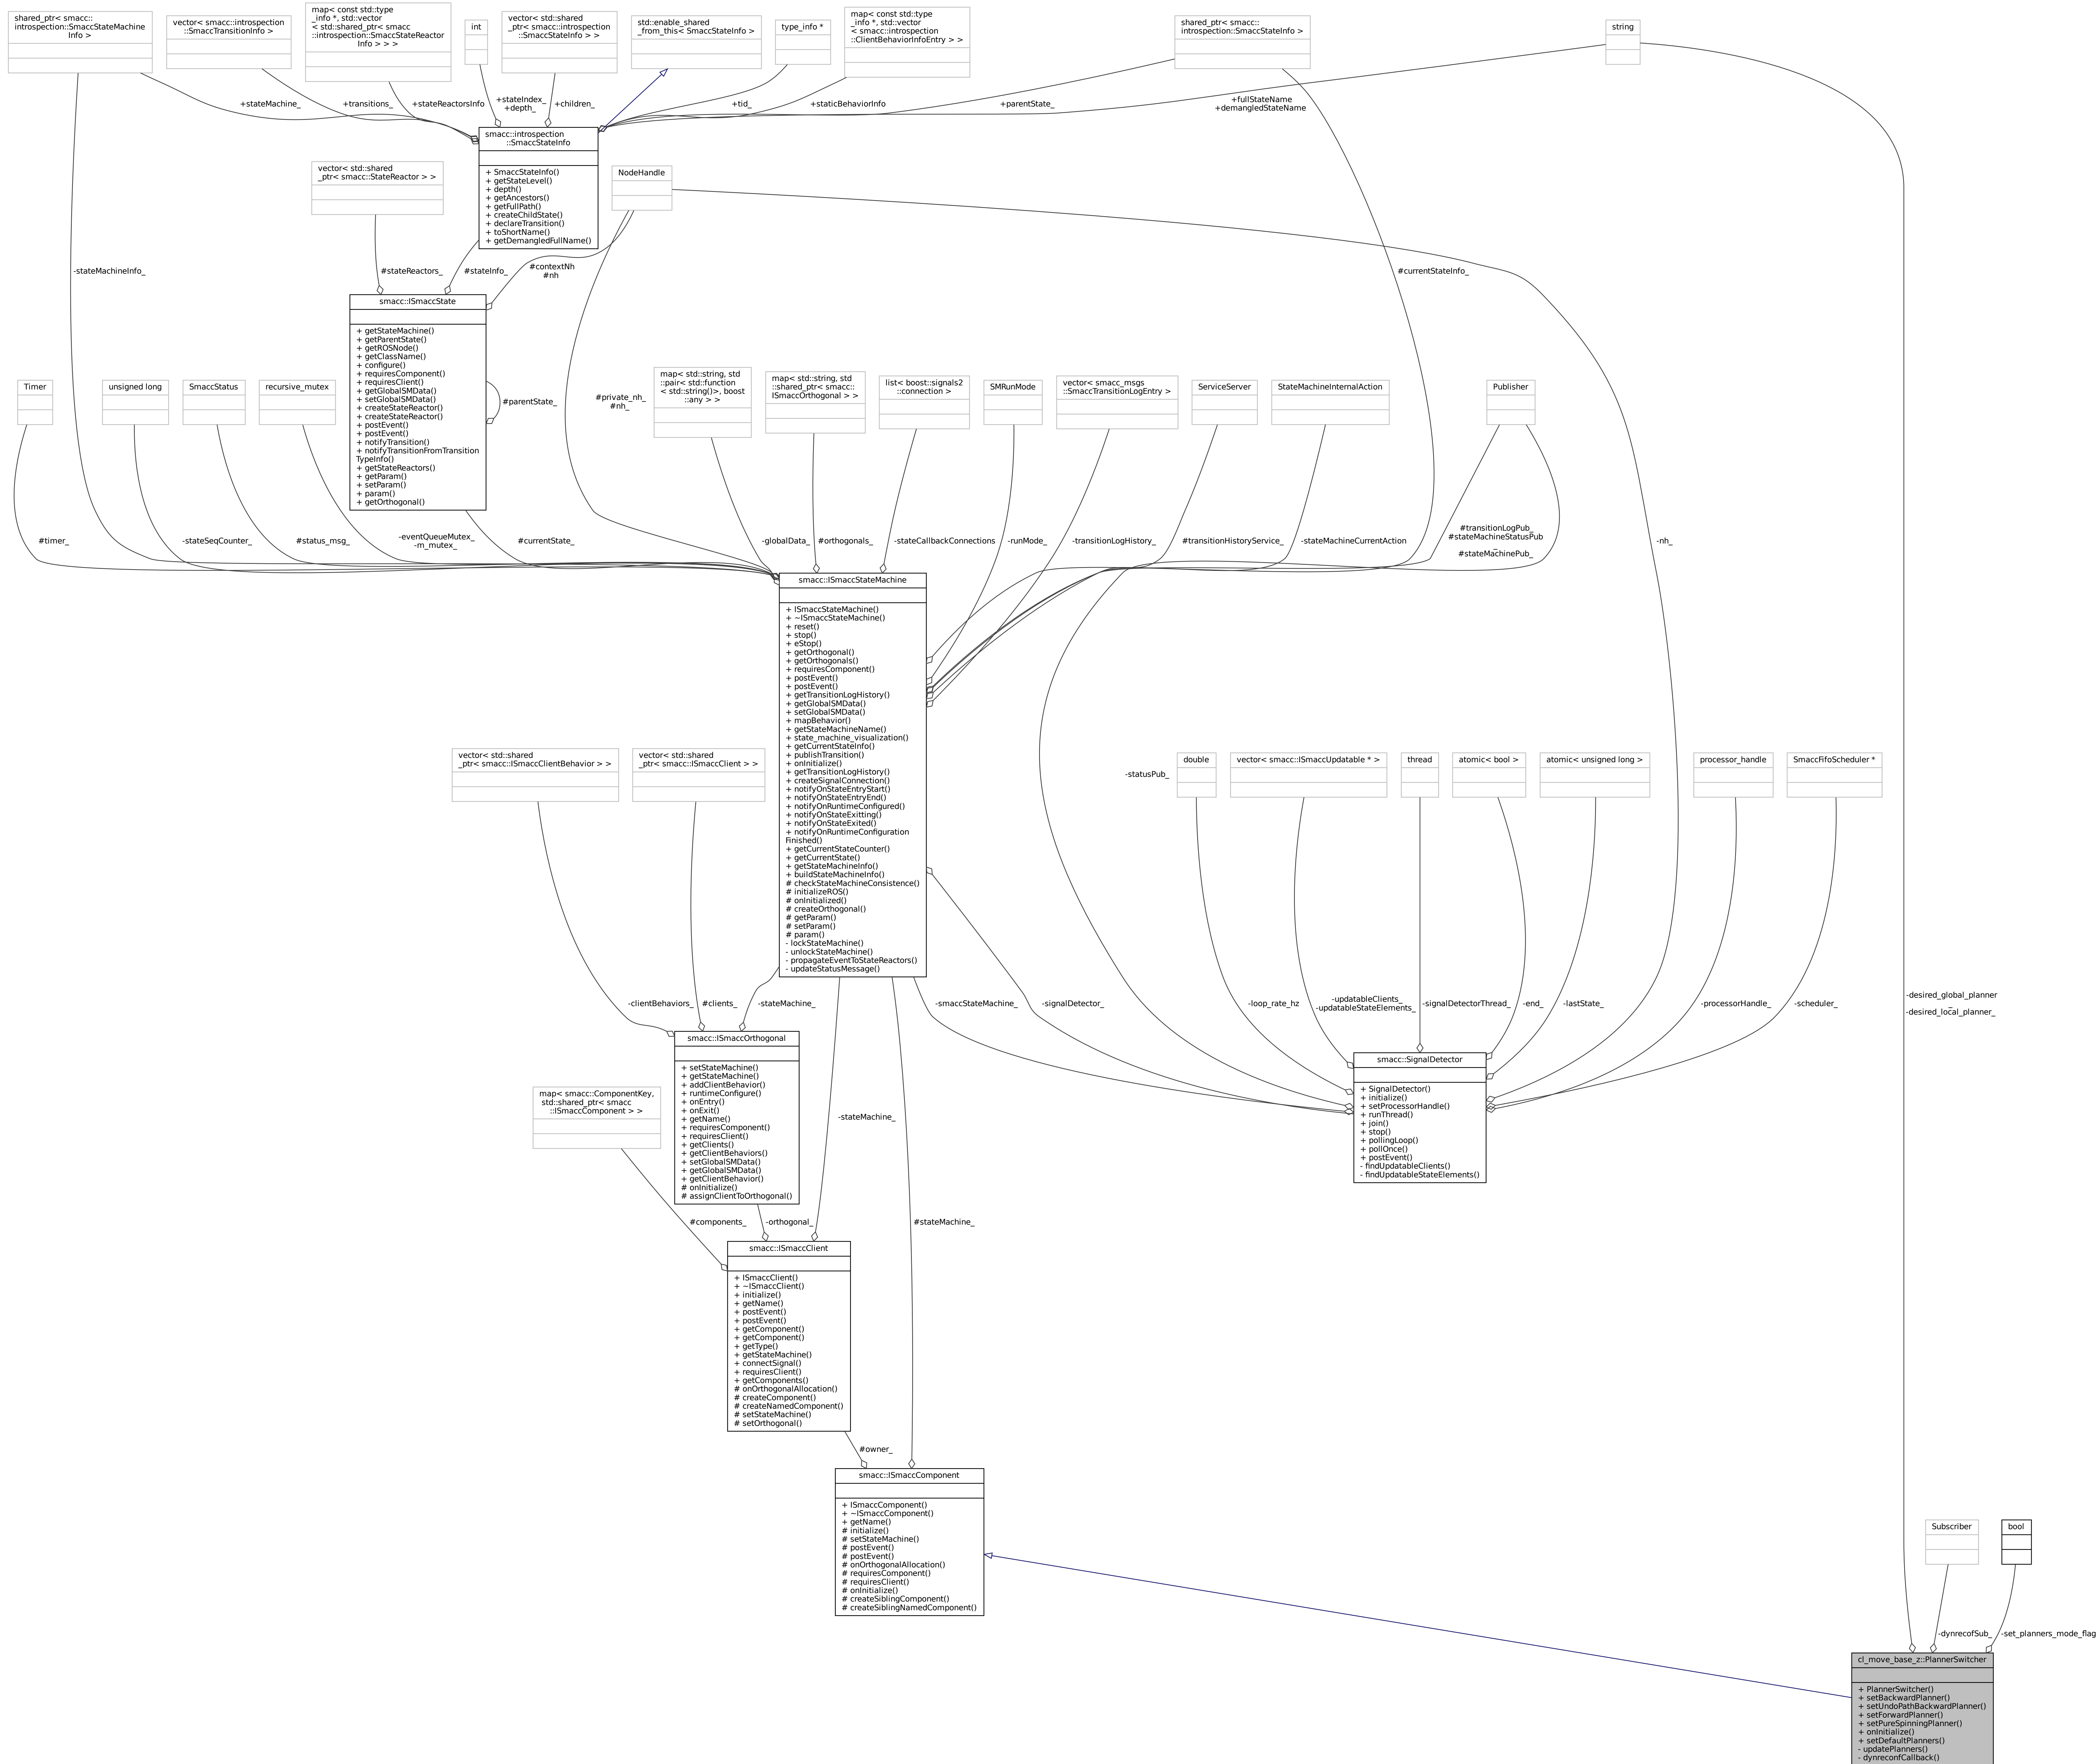 shared_ptr< smacc::
introspection::SmaccStateMachine
Info >
vector< smacc::introspection
::SmaccTransitionInfo >
map< const std::type
_info *, std::vector
< std::shared_ptr< smacc
::introspection::SmaccStateReactor
Info > > >
int
vector< std::shared
_ptr< smacc::introspection
::SmaccStateInfo > >
std::enable_shared
_from_this< SmaccStateInfo >
type_info *
map< const std::type
_info *, std::vector
< smacc::introspection
::ClientBehaviorInfoEntry > >
shared_ptr< smacc::
introspection::SmaccStateInfo >
string
+stateMachine_
+transitions_
+stateReactorsInfo
+stateIndex_
+depth_
+children_
+tid_
+staticBehaviorInfo
+parentState_
+fullStateName
+demangledStateName
smacc::introspection
::SmaccStateInfo
+ SmaccStateInfo()
+ getStateLevel()
+ depth()
+ getAncestors()
+ getFullPath()
+ createChildState()
+ declareTransition()
+ toShortName()
+ getDemangledFullName()
vector< std::shared
_ptr< smacc::StateReactor > >
NodeHandle
-stateMachineInfo_
#stateReactors_
#stateInfo_
#contextNh
#nh
#currentStateInfo_
smacc::ISmaccState
+ getStateMachine()
+ getParentState()
+ getROSNode()
+ getClassName()
+ configure()
+ requiresComponent()
+ requiresClient()
+ getGlobalSMData()
+ setGlobalSMData()
+ createStateReactor()
+ createStateReactor()
+ postEvent()
+ postEvent()
+ notifyTransition()
+ notifyTransitionFromTransition
TypeInfo()
+ getStateReactors()
+ getParam()
+ setParam()
+ param()
+ getOrthogonal()
#parentState_
Timer
unsigned long
SmaccStatus
recursive_mutex
#private_nh_
#nh_
map< std::string, std
::pair< std::function
< std::string()>, boost
::any > >
map< std::string, std
::shared_ptr< smacc::
ISmaccOrthogonal > >
list< boost::signals2
::connection >
SMRunMode
vector< smacc_msgs
::SmaccTransitionLogEntry >
ServiceServer
StateMachineInternalAction
Publisher
#timer_
-stateSeqCounter_
#status_msg_
-eventQueueMutex_
-m_mutex_
#currentState_
-globalData_
#orthogonals_
-stateCallbackConnections
-runMode_
-transitionLogHistory_
#transitionHistoryService_
-stateMachineCurrentAction
#transitionLogPub_
#stateMachineStatusPub
_
#stateMachinePub_
-nh_
smacc::ISmaccStateMachine
+ ISmaccStateMachine()
+ ~ISmaccStateMachine()
+ reset()
+ stop()
+ eStop()
+ getOrthogonal()
+ getOrthogonals()
+ requiresComponent()
+ postEvent()
+ postEvent()
+ getTransitionLogHistory()
+ getGlobalSMData()
+ setGlobalSMData()
+ mapBehavior()
+ getStateMachineName()
+ state_machine_visualization()
+ getCurrentStateInfo()
+ publishTransition()
+ onInitialize()
+ getTransitionLogHistory()
+ createSignalConnection()
+ notifyOnStateEntryStart()
+ notifyOnStateEntryEnd()
+ notifyOnRuntimeConfigured()
+ notifyOnStateExitting()
+ notifyOnStateExited()
+ notifyOnRuntimeConfiguration
Finished()
+ getCurrentStateCounter()
+ getCurrentState()
+ getStateMachineInfo()
+ buildStateMachineInfo()
# checkStateMachineConsistence()
# initializeROS()
# onInitialized()
# createOrthogonal()
# getParam()
# setParam()
# param()
- lockStateMachine()
- unlockStateMachine()
- propagateEventToStateReactors()
- updateStatusMessage()
vector< std::shared
_ptr< smacc::ISmaccClientBehavior > >
vector< std::shared
_ptr< smacc::ISmaccClient > >
-statusPub_
double
vector< smacc::ISmaccUpdatable * >
thread
atomic< bool >
atomic< unsigned long >
processor_handle
SmaccFifoScheduler *
-clientBehaviors_
#clients_
-stateMachine_
-smaccStateMachine_
-signalDetector_
-loop_rate_hz
-updatableClients_
-updatableStateElements_
-signalDetectorThread_
-end_
-lastState_
-processorHandle_
-scheduler_
-desired_global_planner
_
-desired_local_planner_
smacc::ISmaccOrthogonal
+ setStateMachine()
+ getStateMachine()
+ addClientBehavior()
+ runtimeConfigure()
+ onEntry()
+ onExit()
+ getName()
+ requiresComponent()
+ requiresClient()
+ getClients()
+ getClientBehaviors()
+ setGlobalSMData()
+ getGlobalSMData()
+ getClientBehavior()
# onInitialize()
# assignClientToOrthogonal()
smacc::SignalDetector
+ SignalDetector()
+ initialize()
+ setProcessorHandle()
+ runThread()
+ join()
+ stop()
+ pollingLoop()
+ pollOnce()
+ postEvent()
- findUpdatableClients()
- findUpdatableStateElements()
map< smacc::ComponentKey,
std::shared_ptr< smacc
::ISmaccComponent > >
-stateMachine_
#components_
-orthogonal_
#stateMachine_
smacc::ISmaccClient
+ ISmaccClient()
+ ~ISmaccClient()
+ initialize()
+ getName()
+ postEvent()
+ postEvent()
+ getComponent()
+ getComponent()
+ getType()
+ getStateMachine()
+ connectSignal()
+ requiresClient()
+ getComponents()
# onOrthogonalAllocation()
# createComponent()
# createNamedComponent()
# setStateMachine()
# setOrthogonal()
#owner_
smacc::ISmaccComponent
+ ISmaccComponent()
+ ~ISmaccComponent()
+ getName()
# initialize()
# setStateMachine()
# postEvent()
# postEvent()
# onOrthogonalAllocation()
# requiresComponent()
# requiresClient()
# onInitialize()
# createSiblingComponent()
# createSiblingNamedComponent()
Subscriber
bool
-dynrecofSub_
-set_planners_mode_flag
cl_move_base_z::PlannerSwitcher
+ PlannerSwitcher()
+ setBackwardPlanner()
+ setUndoPathBackwardPlanner()
+ setForwardPlanner()
+ setPureSpinningPlanner()
+ onInitialize()
+ setDefaultPlanners()
- updatePlanners()
- dynreconfCallback()